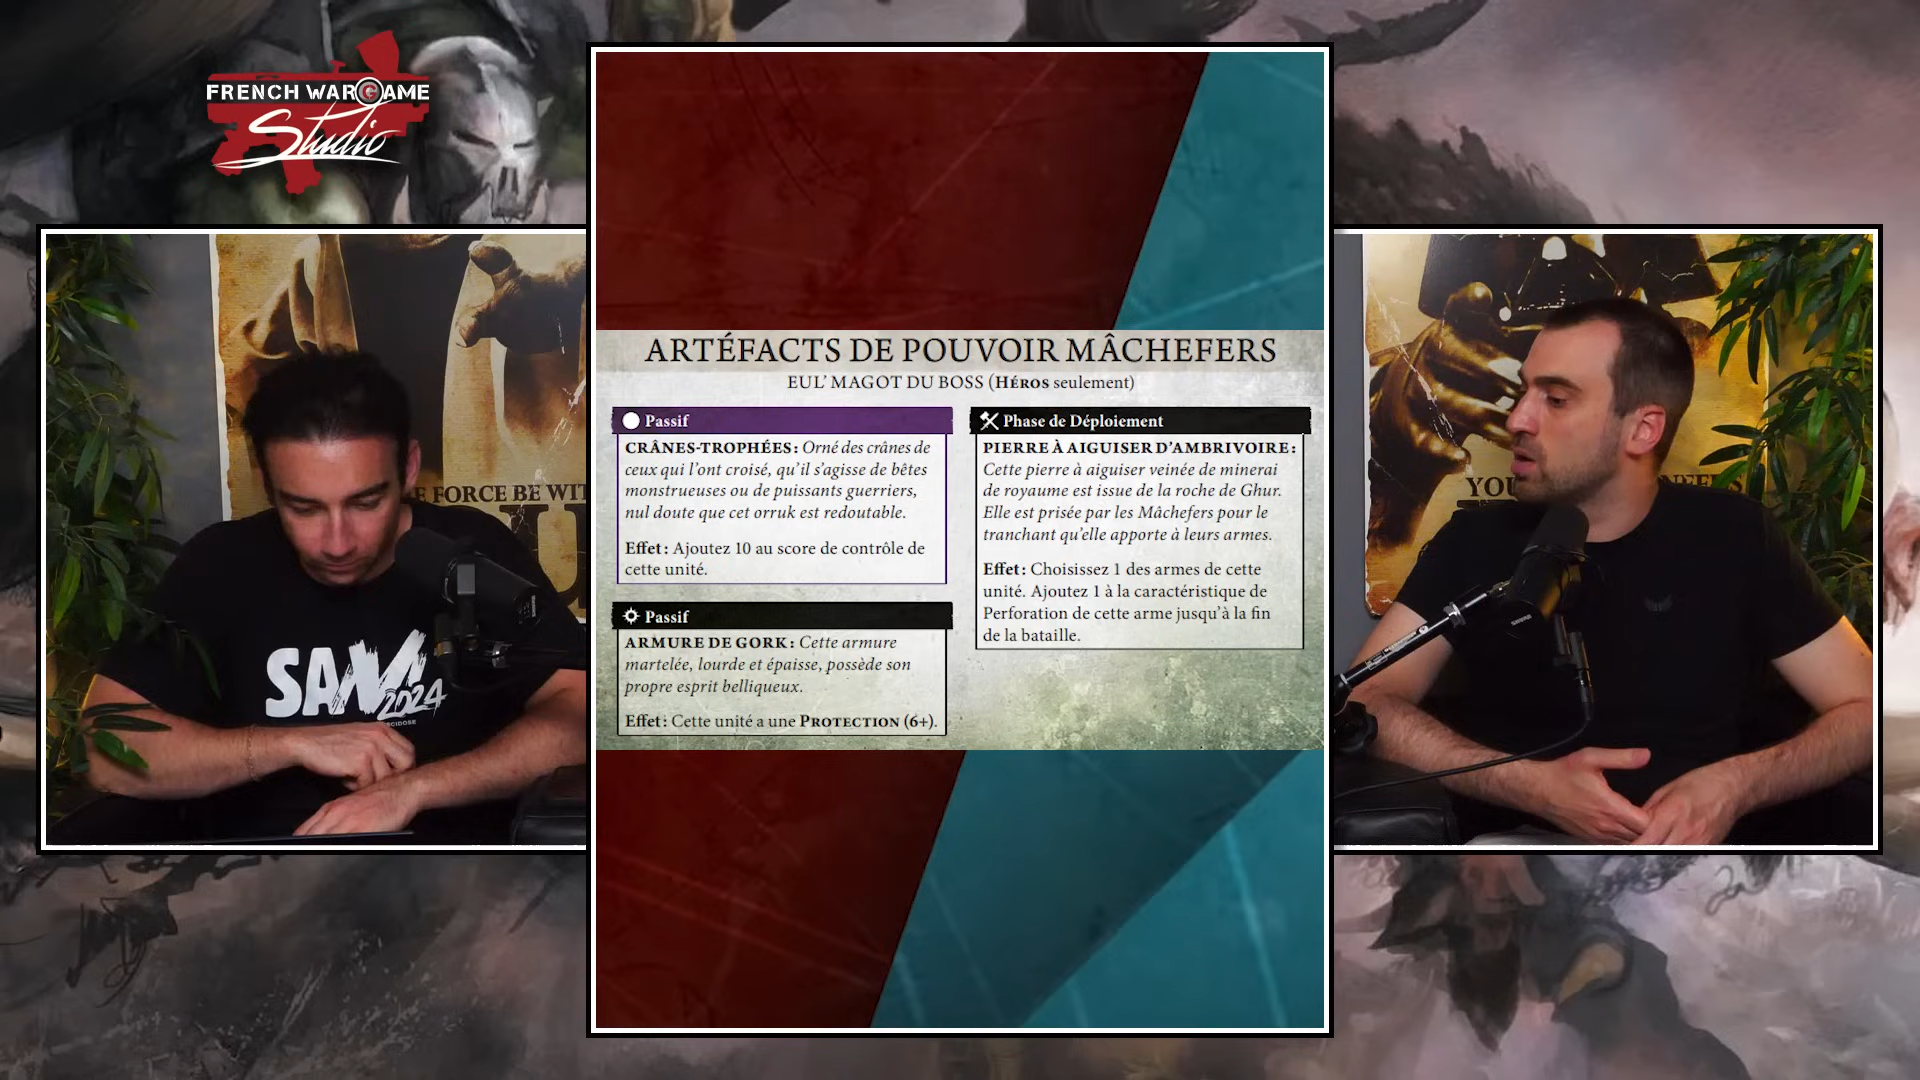 FRENCH WARGAME
Studio
ARTÉFACTS DE POUVOIR MÂCHEFERS
EUL' MAGOT DU BOSS (HÉROS seulement)
Passif
CRÂNES-TROPHÉES : Orné des crânes de
ceux qui l'ont croisé, qu'il s'agisse de bêtes
monstrueuses ou de puissants guerriers,
nul doute que cet orruk est redoutable.
Effet : Ajoutez 10 au score de contrôle de
cette unité.
Passif
ARMURE DE GORK : Cette armure
martelée, lourde et épaisse, possède son
propre esprit belliqueux.
Effet : Cette unité a une PROTECTION (6+).
Phase de Déploiement
PIERRE À AIGUISER D'AMBRIVOIRE :
Cette pierre à aiguiser veinée de minerai
de royaume est issue de la roche de Ghur.
Elle est prisée par les Mâchefers pour le
tranchant qu'elle apporte à leurs armes.
Effet : Choisissez 1 des armes de cette
unité. Ajoutez 1 à la caractéristique de
Perforation de cette arme jusqu'à la fin
de la bataille.
FORCE BE WIT
SAM
2024
YOU